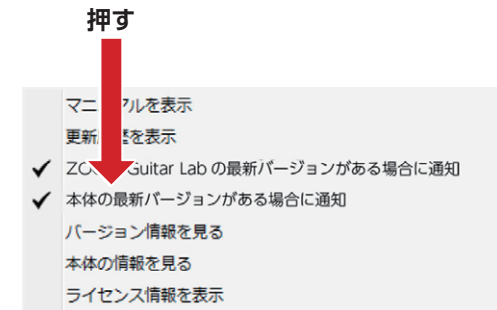 押す
マニュアルを表示
更新履歴を表示
ZOOM Guitar Lab の最新バージョンがある場合に通知
本体の最新バージョンがある場合に通知
バージョン情報を見る
本体の情報を見る
ライセンス情報を表示